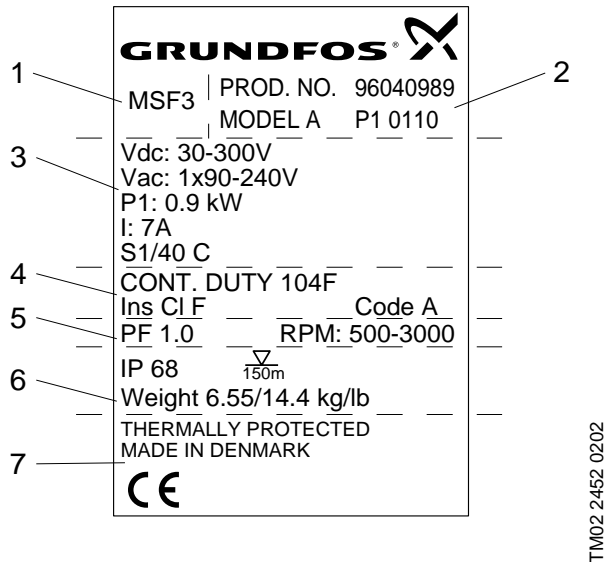 GRUNDFOS®
1
MSF3
PROD. NO. 96040989
2
MODEL A P1 0110
3
Vdc: 30-300V
Vac: 1x90-240V
P1: 0.9 kW
I: 7A
S1/40 C
4
CONT. DUTY 104F
Ins Cl F Code A
5
PF 1.0 RPM: 500-3000
IP 68 150m
6
Weight 6.55/14.4 kg/lb
THERMALLY PROTECTED
MADE IN DENMARK
7
CE
TM02 2452 0202